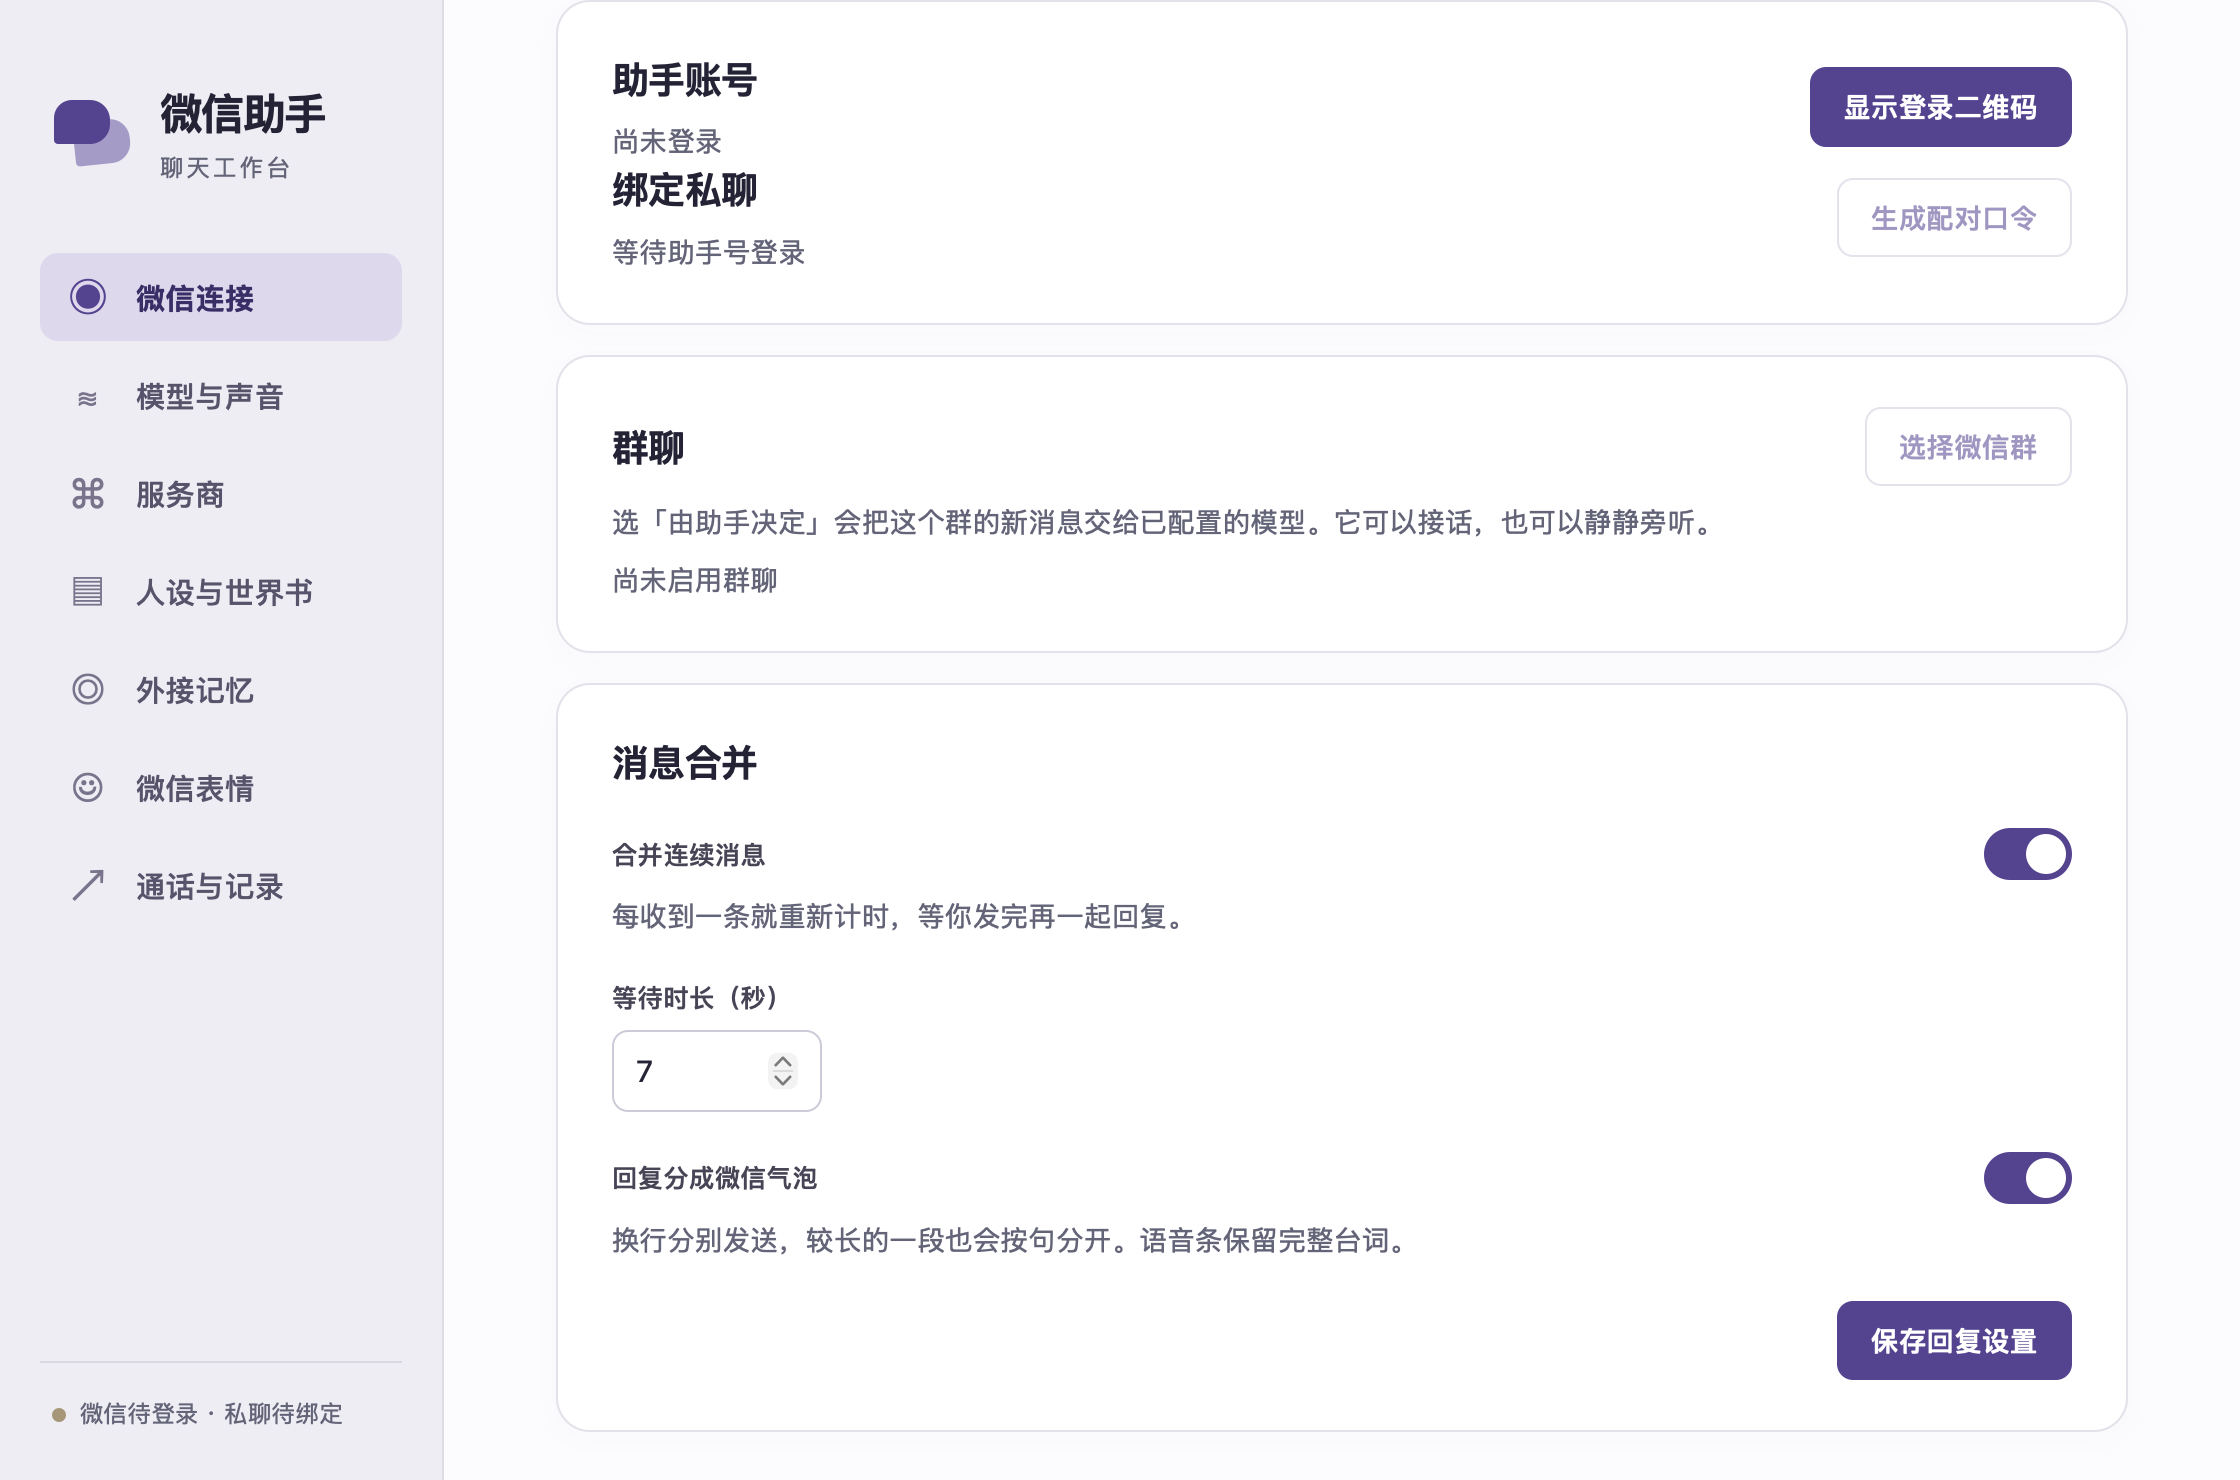 微信助手
聊天工作台
微信连接
模型与声音
服务商
人设与世界书
外接记忆
微信表情
通话与记录
微信待登录 · 私聊待绑定
助手账号
显示登录二维码
尚未登录
绑定私聊
生成配对口令
等待助手号登录
群聊
选择微信群
选「由助手决定」会把这个群的新消息交给已配置的模型。它可以接话，也可以静静旁听。
尚未启用群聊
消息合并
合并连续消息
每收到一条就重新计时，等你发完再一起回复。
等待时长（秒）
7
回复分成微信气泡
换行分别发送，较长的一段也会按句分开。语音条保留完整台词。
保存回复设置